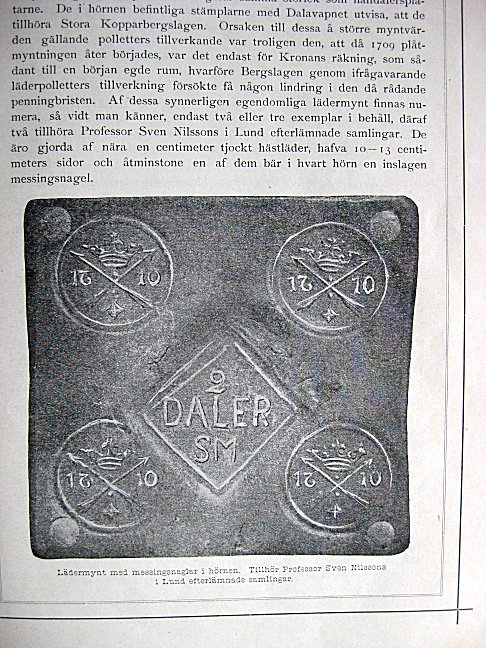 tarne. De i hörnen befintliga stämplarne med Dalavapnet utvisa, att de
tillhöra Stora Kopparbergslagen. Orsaken till dessa å större myntvär-
den gällande polletters tillverkande var troligen den, att då 1709 plåt-
myntningen åter börjades, var det endast för Kronans räkning, som så-
dant till en början egde rum, hvarföre Bergslagen genom ifrågavarande
läderpolletters tillverkning försökte få någon lindring i den då rådande
penningbristen. Af dessa synnerligen egendomliga lädermynt finnas nu-
mera, så vidt man känner, endast två eller tre exemplar i behåll, däraf
två tillhöra Professor Sven Nilssons i Lund efterlämnade samlingar. De
äro gjorda af nära en centimeter tjockt hästläder, hafva 10—13 centi-
meters sidor och åtminstone en af dem bär i hvart hörn en inslagen
messingsnagel.
17 10
17 10
2
DALER
SM
17 10
17 10
Lädermynt med messingsnaglar i hörnen. Tillhör Professor Sven Nilssons
i Lund efterlämnade samlingar.